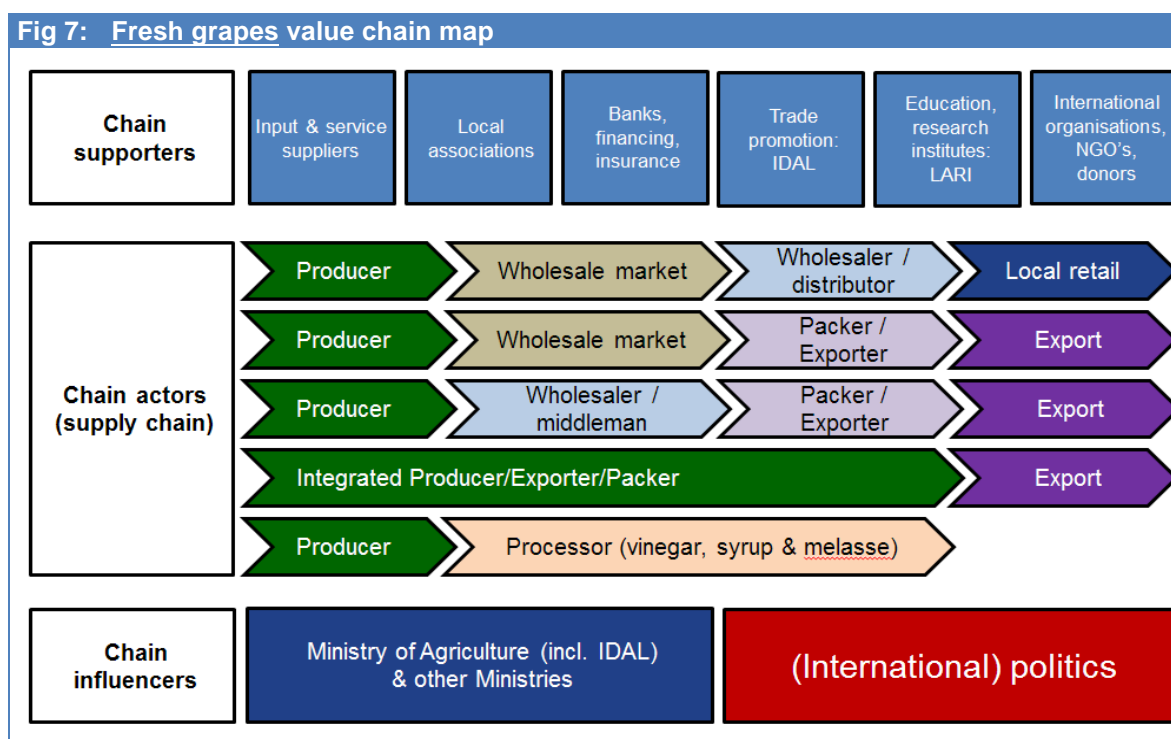 Fig 7: Fresh grapes value chain map
Chain
supporters
Input & service
suppliers
Local
associations
Banks,
financing,
insurance
Trade
promotion:
IDAL
Education,
research
institutes:
LARI
International
organisations,
NGO's,
donors
Chain actors
(supply chain)
Producer
Wholesale market
Wholesaler /
distributor
Local retail
Producer
Wholesale market
Packer /
Exporter
Export
Producer
Wholesaler /
middleman
Packer /
Exporter
Export
Integrated Producer/Exporter/Packer
Export
Producer
Processor (vinegar, syrup & melasse)
Chain
influencers
Ministry of Agriculture (incl. IDAL)
& other Ministries
(International) politics